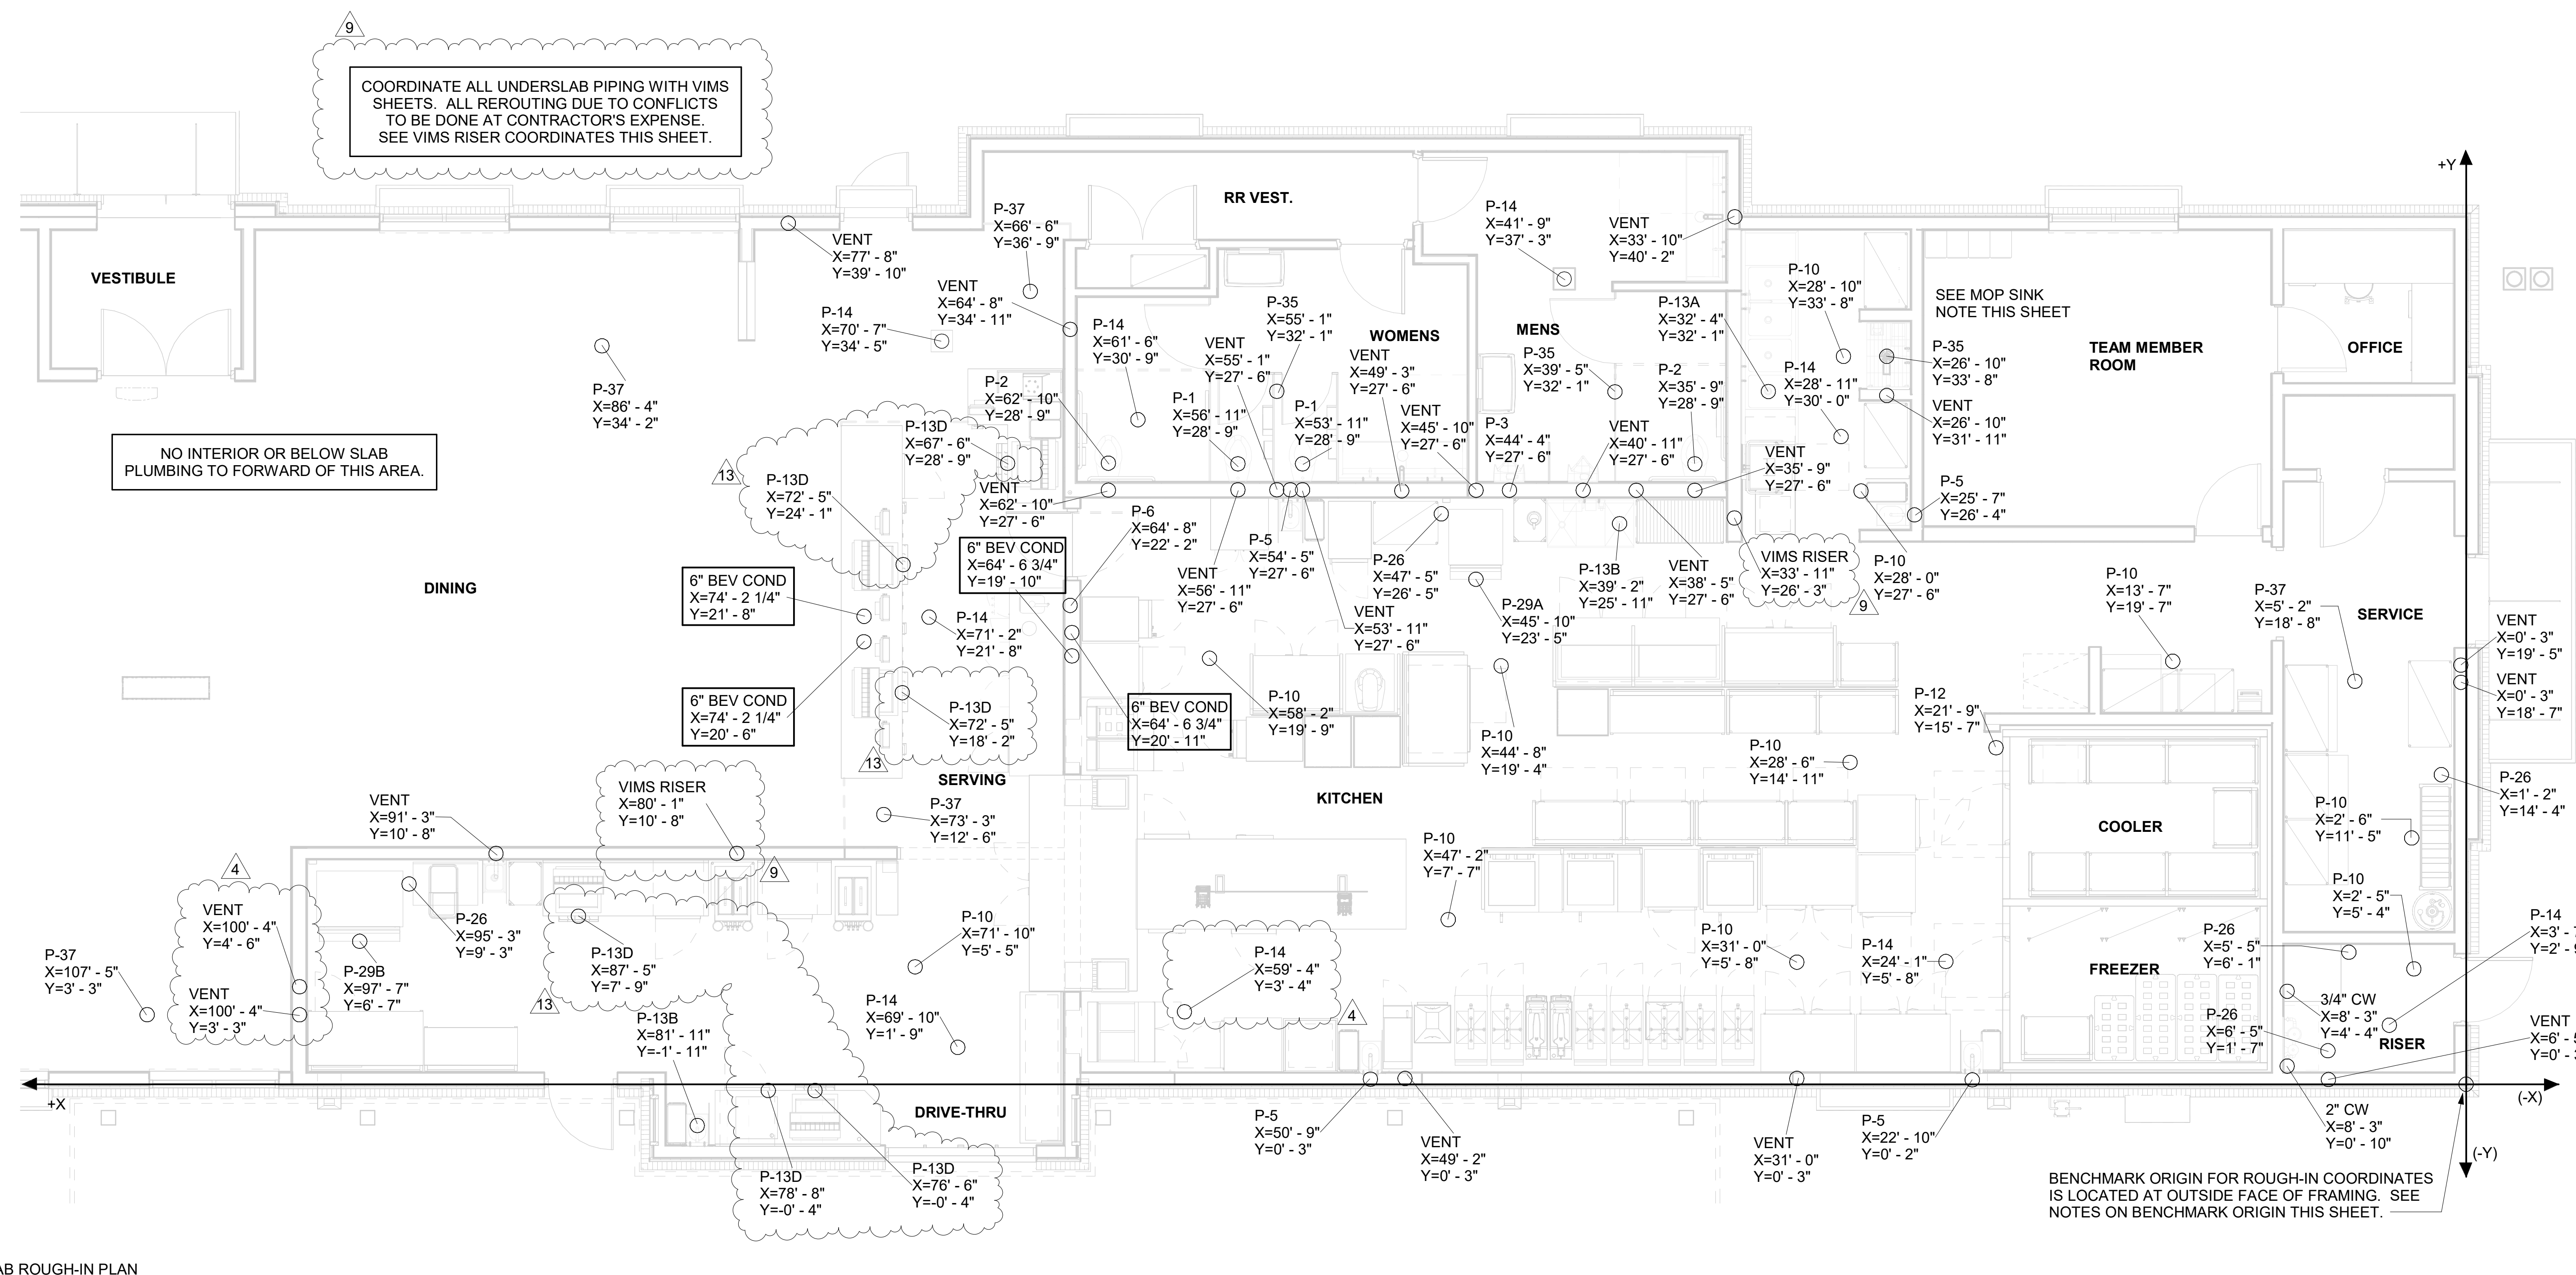 9
COORDINATE ALL UNDERSLAB PIPING WITH VIMS
SHEETS.  ALL REROUTING DUE TO CONFLICTS
TO BE DONE AT CONTRACTOR'S EXPENSE.
SEE VIMS RISER COORDINATES THIS SHEET.
+Y
RR VEST.
VESTIBULE
VENT
X=77' - 8"
Y=39' - 10"
P-37
X=66' - 6"
Y=36' - 9"
P-14
X=41' - 9"
Y=37' - 3"
VENT
X=33' - 10"
Y=40' - 2"
P-10
X=28' - 10"
Y=33' - 8"
SEE MOP SINK
NOTE THIS SHEET
VENT
X=64' - 8"
Y=34' - 11"
P-14
X=70' - 7"
Y=34' - 5"
P-14
X=61' - 6"
Y=30' - 9"
P-35
X=55' - 1"
Y=32' - 1"
VENT
X=55' - 1"
Y=27' - 6"
WOMENS
VENT
X=49' - 3"
Y=27' - 6"
MENS
P-35
X=39' - 5"
Y=32' - 1"
P-13A
X=32' - 4"
Y=32' - 1"
P-2
X=35' - 9"
Y=28' - 9"
P-14
X=28' - 11"
Y=30' - 0"
P-35
X=26' - 10"
Y=33' - 8"
VENT
X=26' - 10"
Y=31' - 11"
TEAM MEMBER
ROOM
OFFICE
P-37
X=86' - 4"
Y=34' - 2"
P-2
X=62' - 10"
Y=28' - 9"
P-1
X=56' - 11"
Y=28' - 9"
P-1
X=53' - 11"
Y=28' - 9"
VENT
X=45' - 10"
Y=27' - 6"
P-3
X=44' - 4"
Y=27' - 6"
VENT
X=40' - 11"
Y=27' - 6"
VENT
X=35' - 9"
Y=27' - 6"
P-5
X=25' - 7"
Y=26' - 4"
NO INTERIOR OR BELOW SLAB
PLUMBING TO FORWARD OF THIS AREA.
P-13D
X=67' - 6"
Y=28' - 9"
13
P-13D
X=72' - 5"
Y=24' - 1"
VENT
X=62' - 10"
Y=27' - 6"
P-6
X=64' - 8"
Y=22' - 2"
6" BEV COND
X=64' - 6 3/4"
Y=19' - 10"
P-5
X=54' - 5"
Y=27' - 6"
VENT
X=56' - 11"
Y=27' - 6"
P-26
X=47' - 5"
Y=26' - 5"
VENT
X=53' - 11"
Y=27' - 6"
P-29A
X=45' - 10"
Y=23' - 5"
P-13B
X=39' - 2"
Y=25' - 11"
VENT
X=38' - 5"
Y=27' - 6"
VIMS RISER
X=33' - 11"
Y=26' - 3"
9
P-10
X=28' - 0"
Y=27' - 6"
P-10
X=13' - 7"
Y=19' - 7"
P-37
X=5' - 2"
Y=18' - 8"
SERVICE
VENT
X=0' - 3"
Y=19' - 5"
VENT
X=0' - 3"
Y=18' - 7"
DINING
6" BEV COND
X=74' - 2 1/4"
Y=21' - 8"
P-14
X=71' - 2"
Y=21' - 8"
6" BEV COND
X=74' - 2 1/4"
Y=20' - 6"
P-13D
X=72' - 5"
Y=18' - 2"
13
6" BEV COND
X=64' - 6 3/4"
Y=20' - 11"
P-10
X=58' - 2"
Y=19' - 9"
P-10
X=44' - 8"
Y=19' - 4"
P-12
X=21' - 9"
Y=15' - 7"
P-10
X=28' - 6"
Y=14' - 11"
P-26
X=1' - 2"
Y=14' - 4"
SERVING
KITCHEN
COOLER
P-10
X=2' - 6"
Y=11' - 5"
VENT
X=91' - 3"
Y=10' - 8"
VIMS RISER
X=80' - 1"
Y=10' - 8"
9
P-37
X=73' - 3"
Y=12' - 6"
P-10
X=47' - 2"
Y=7' - 7"
P-10
X=2' - 5"
Y=5' - 4"
4
VENT
X=100' - 4"
Y=4' - 6"
VENT
X=100' - 4"
Y=3' - 3"
P-37
X=107' - 5"
Y=3' - 3"
P-26
X=95' - 3"
Y=9' - 3"
P-29B
X=97' - 7"
Y=6' - 7"
P-13D
X=87' - 5"
Y=7' - 9"
13
P-10
X=71' - 10"
Y=5' - 5"
P-13B
X=81' - 11"
Y=-1' - 11"
P-14
X=69' - 10"
Y=1' - 9"
P-14
X=59' - 4"
Y=3' - 4"
4
P-10
X=31' - 0"
Y=5' - 8"
P-14
X=24' - 1"
Y=5' - 8"
FREEZER
P-26
X=5' - 5"
Y=6' - 1"
P-14
X=3' -
Y=2' -
3/4" CW
X=8' - 3"
Y=4' - 4"
P-26
X=6' - 5"
Y=1' - 7"
RISER
VENT
X=6' -
Y=0' -
+X
(-X)
DRIVE-THRU
P-13D
X=78' - 8"
Y=-0' - 4"
P-13D
X=76' - 6"
Y=-0' - 4"
P-5
X=50' - 9"
Y=0' - 3"
VENT
X=49' - 2"
Y=0' - 3"
VENT
X=31' - 0"
Y=0' - 3"
P-5
X=22' - 10"
Y=0' - 2"
2" CW
X=8' - 3"
Y=0' - 10"
(-Y)
BENCHMARK ORIGIN FOR ROUGH-IN COORDINATES
IS LOCATED AT OUTSIDE FACE OF FRAMING.  SEE
NOTES ON BENCHMARK ORIGIN THIS SHEET.
AB ROUGH-IN PLAN